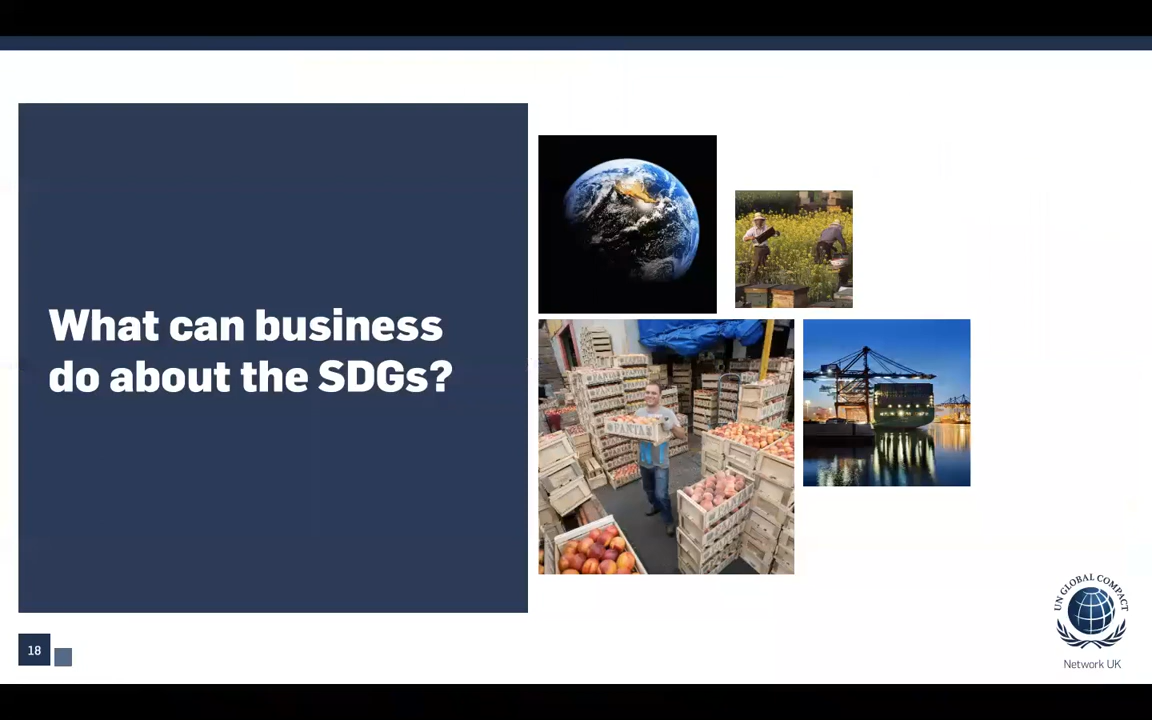 What can business
do about the SDGs?
18
UN GLOBAL COMPACT
Network UK